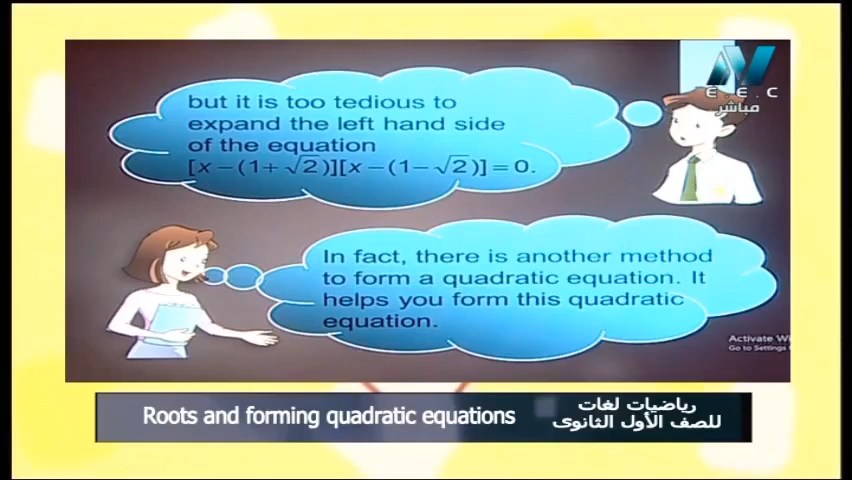 E.E.C
مباشر
but it is too tedious to
expand the left hand side
of the equation
[x – (1+ √2)][x – (1– √2)] = 0.
In fact, there is another method
to form a quadratic equation. It
helps you form this quadratic
equation.
Activate Wi
Go to Settings
Roots and forming quadratic equations
رياضيات لغات
للصف الأول الثانوى